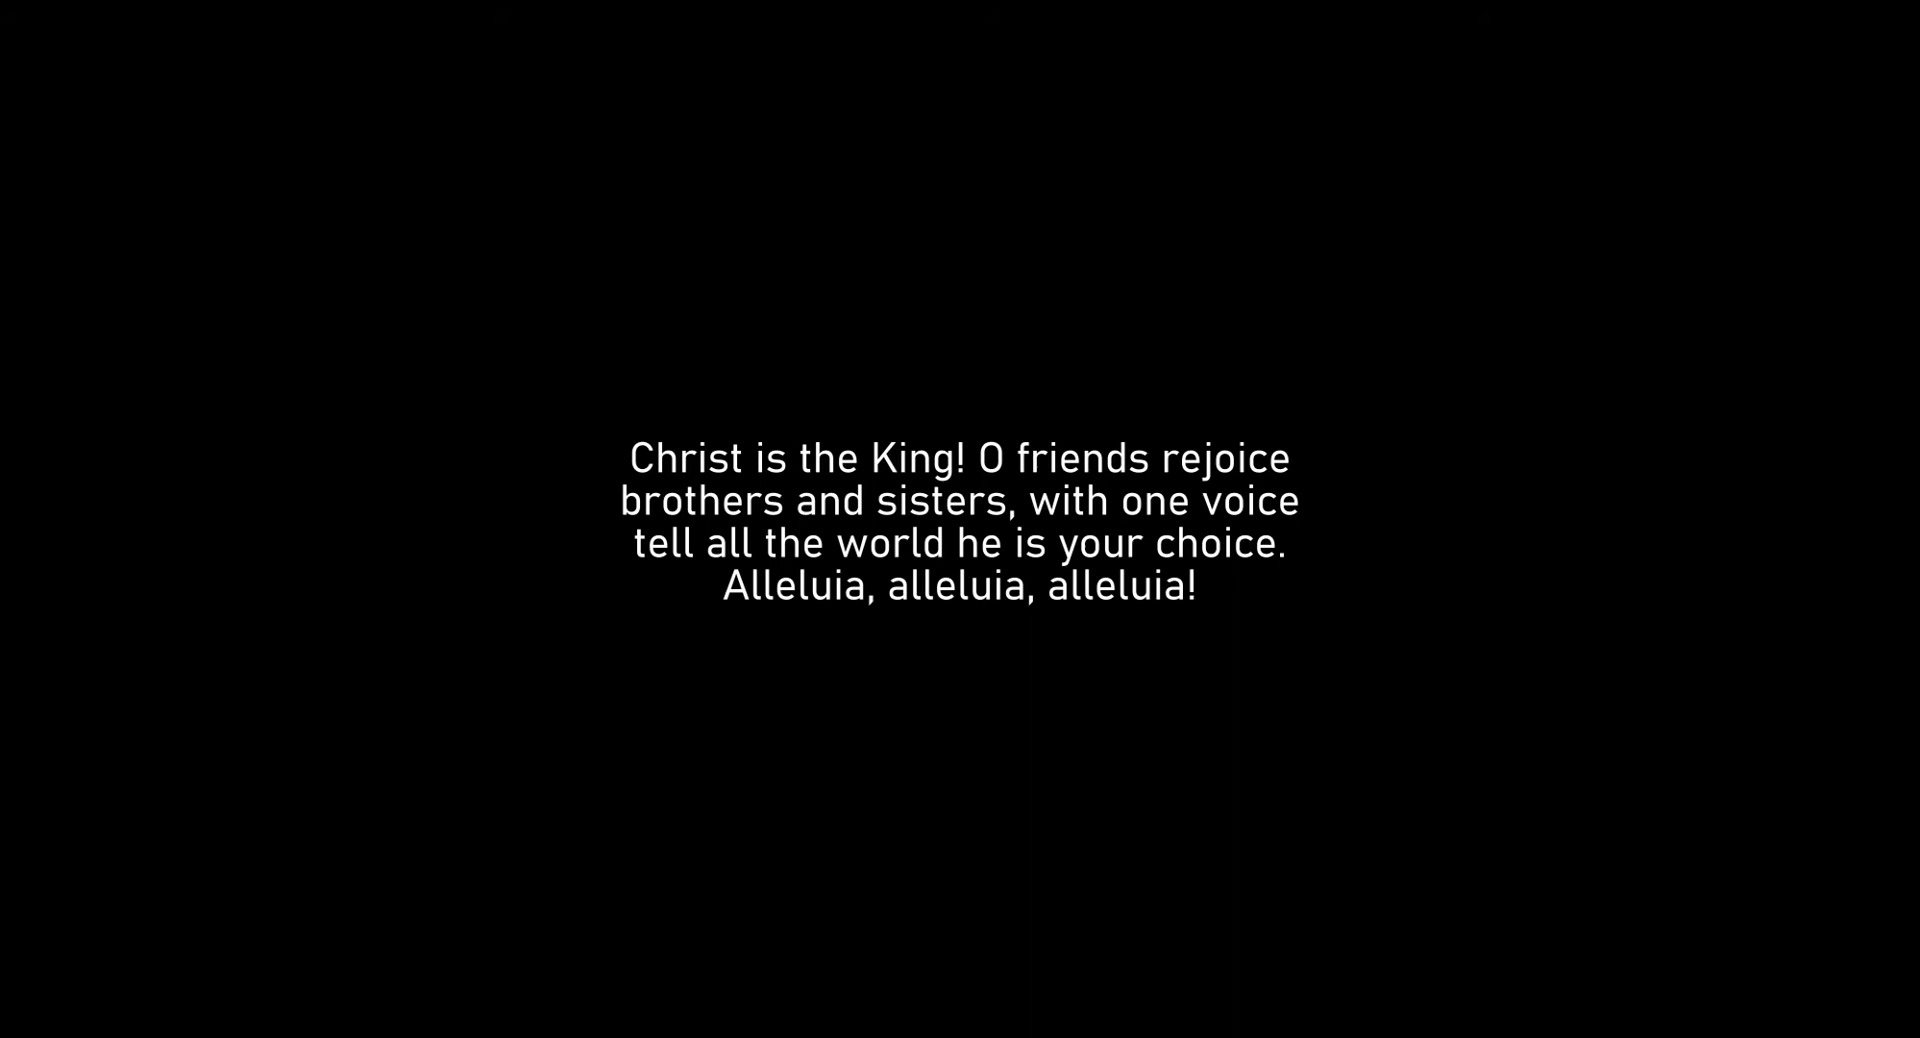 Christ is the King! O friends rejoice
brothers and sisters, with one voice
tell all the world he is your choice.
Alleluia, alleluia, alleluia!